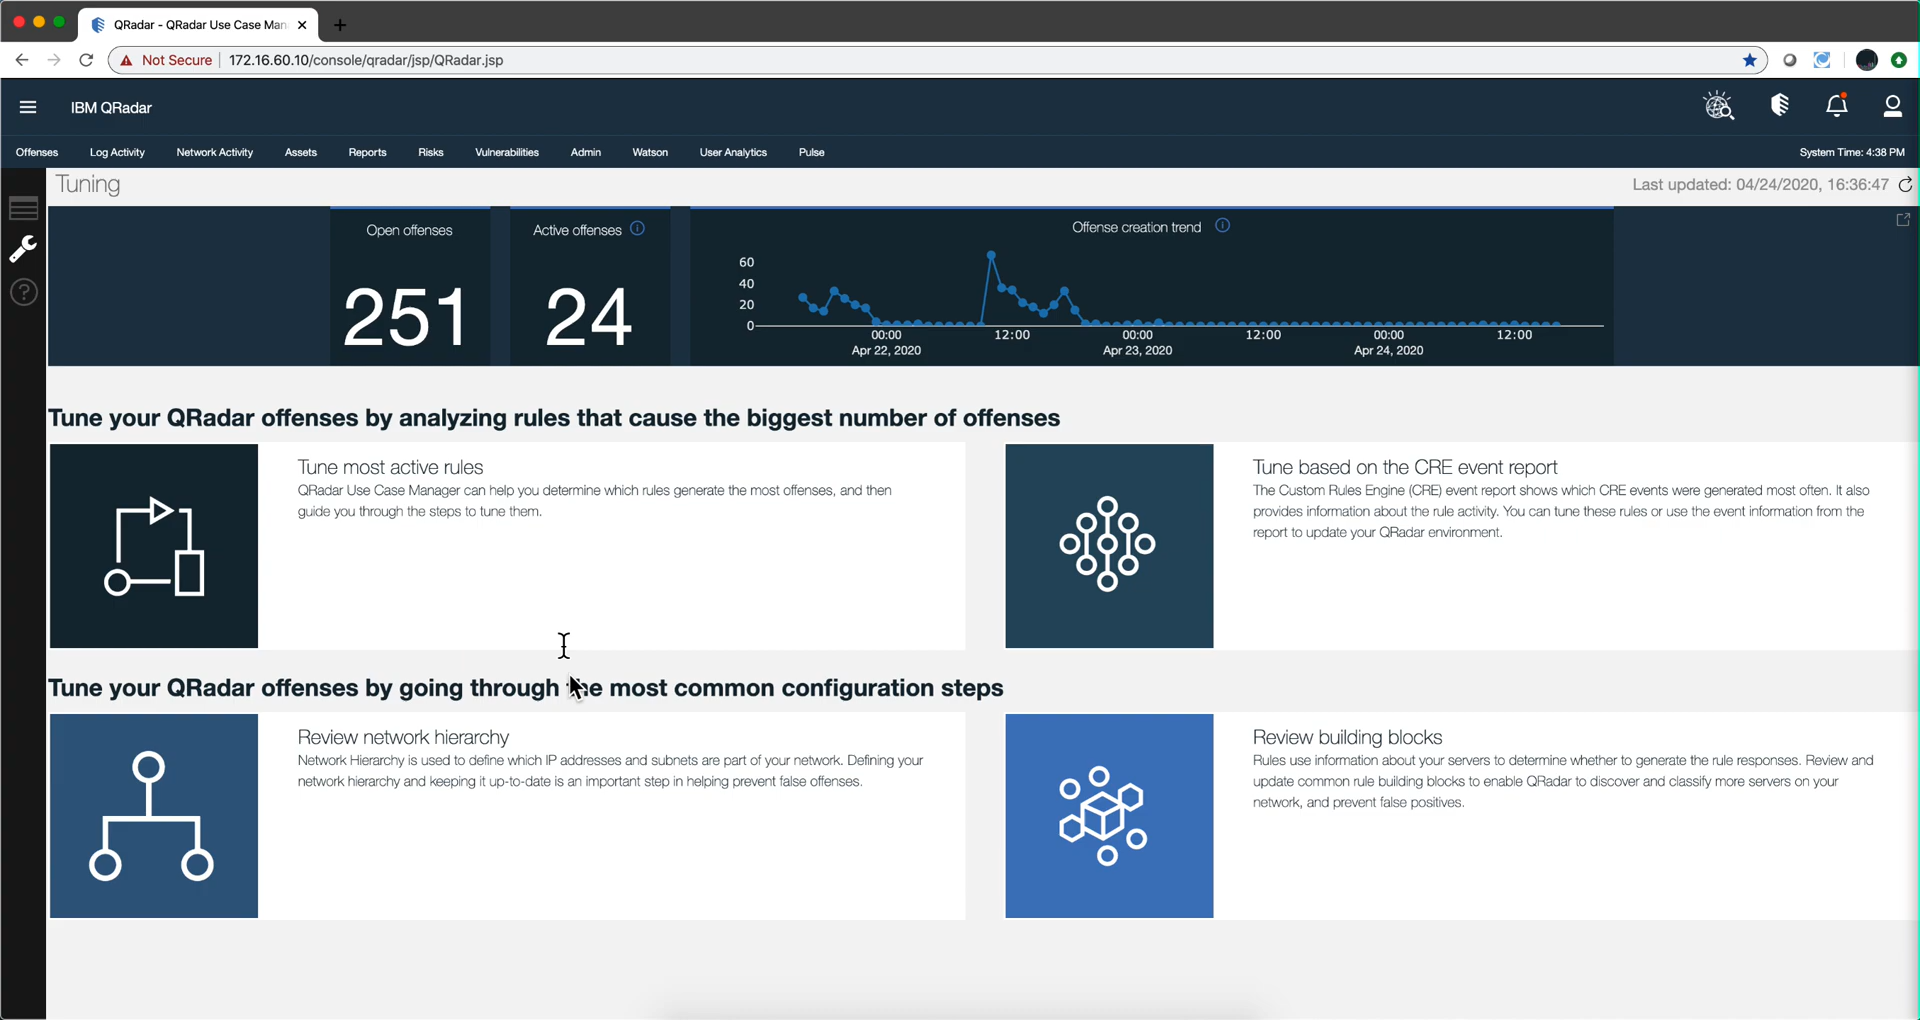 QRadar - QRadar Use Case Man
Not Secure 172.16.60.10/console/qradar/jsp/QRadar.jsp
IBM QRadar
Offenses Log Activity Network Activity Assets Reports Risks Vulnerabilities Admin Watson User Analytics Pulse System Time: 4:38 PM
Tuning Last updated: 04/24/2020, 16:36:47
Open offenses Active offenses Offense creation trend
251 24
60
40
20
0
00:00 12:00 00:00 12:00 00:00 12:00
Apr 22, 2020 Apr 23, 2020 Apr 24, 2020
Tune your QRadar offenses by analyzing rules that cause the biggest number of offenses
Tune most active rules
QRadar Use Case Manager can help you determine which rules generate the most offenses, and then
guide you through the steps to tune them.
Tune based on the CRE event report
The Custom Rules Engine (CRE) event report shows which CRE events were generated most often. It also
provides information about the rule activity. You can tune these rules or use the event information from the
report to update your QRadar environment.
Tune your QRadar offenses by going through the most common configuration steps
Review network hierarchy
Network Hierarchy is used to define which IP addresses and subnets are part of your network. Defining your
network hierarchy and keeping it up-to-date is an important step in helping prevent false offenses.
Review building blocks
Rules use information about your servers to determine whether to generate the rule responses. Review and
update common rule building blocks to enable QRadar to discover and classify more servers on your
network, and prevent false positives.